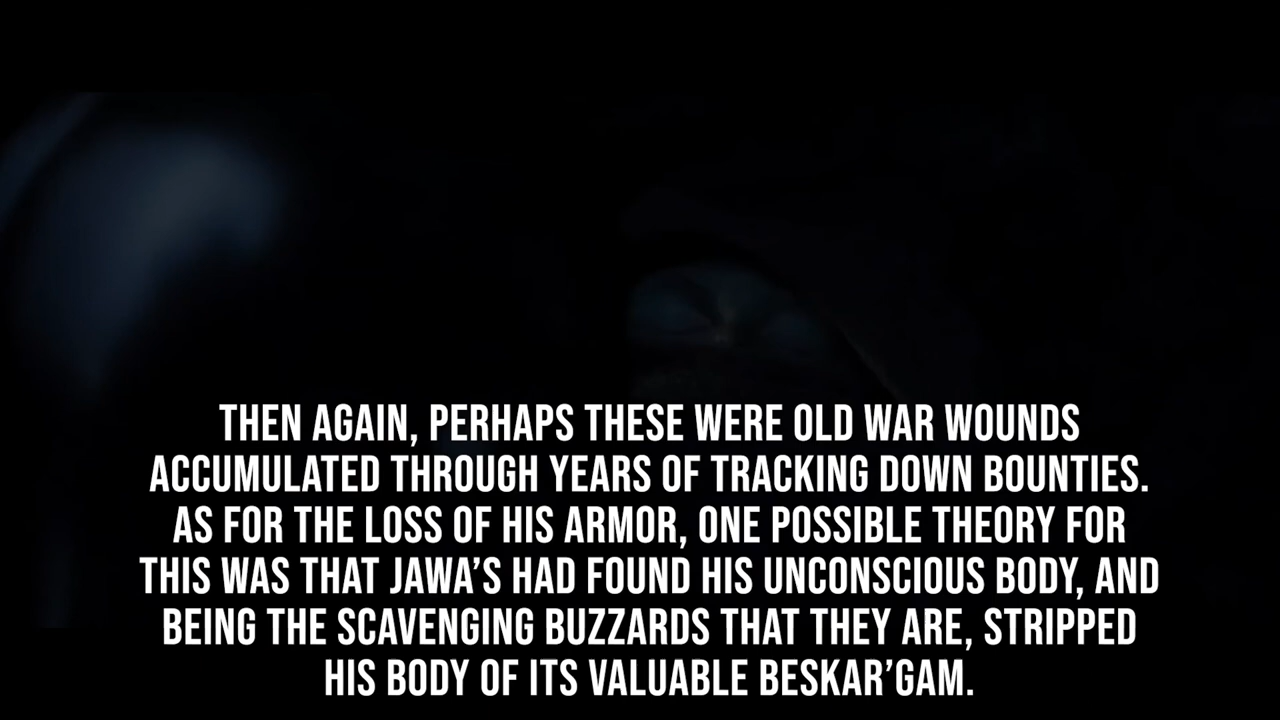 THEN AGAIN, PERHAPS THESE WERE OLD WAR WOUNDS
ACCUMULATED THROUGH YEARS OF TRACKING DOWN BOUNTIES.
AS FOR THE LOSS OF HIS ARMOR, ONE POSSIBLE THEORY FOR
THIS WAS THAT JAWA’S HAD FOUND HIS UNCONSCIOUS BODY, AND
BEING THE SCAVENGING BUZZARDS THAT THEY ARE, STRIPPED
HIS BODY OF ITS VALUABLE BESKAR’GAM.